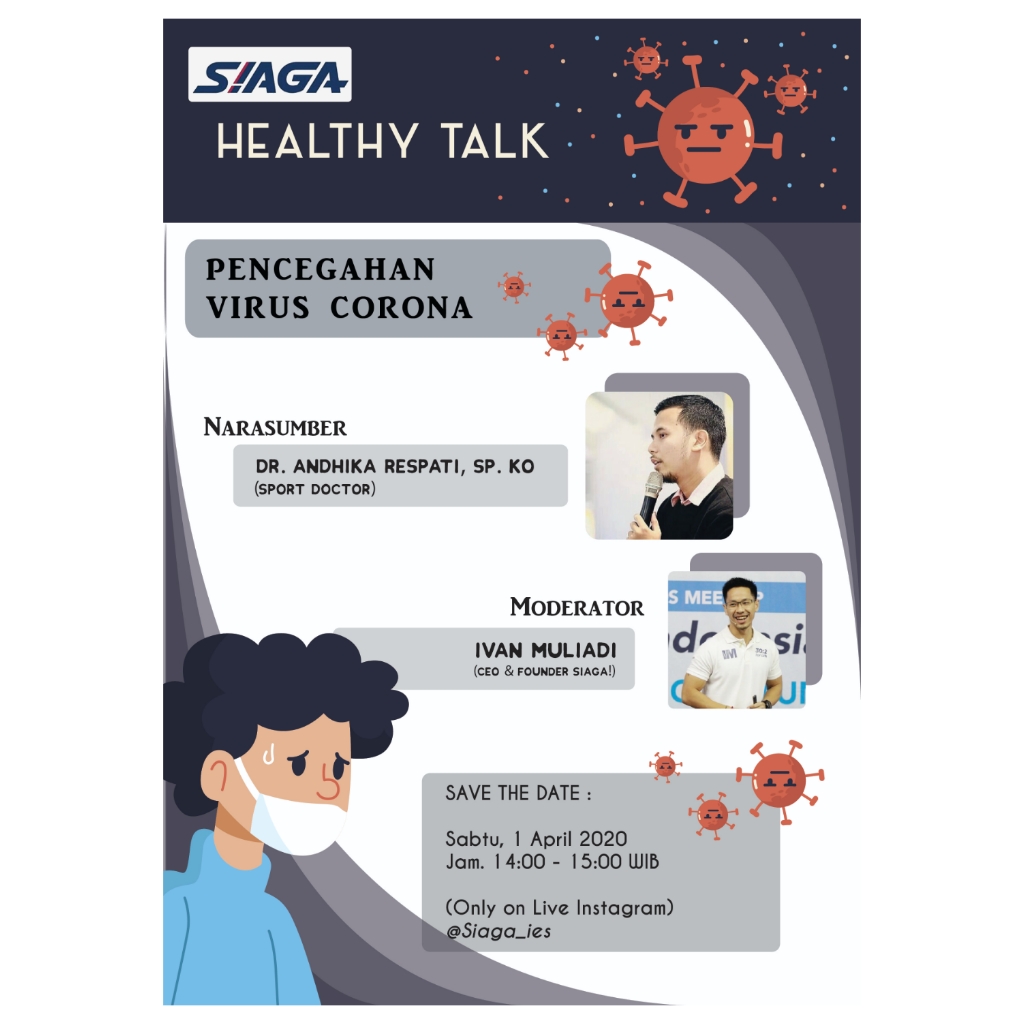 S!AGA
HEALTHY TALK
PENCEGAHAN
VIRUS CORONA
NARASUMBER
DR. ANDHIKA RESPATI, SP. KO
(SPORT DOCTOR)
MODERATOR
IVAN MULIADI
(CEO & FOUNDER SIAGA!)
SAVE THE DATE :
Sabtu, 1 April 2020
Jam. 14:00 - 15:00 WIB
(Only on Live Instagram)
@Siaga_ies